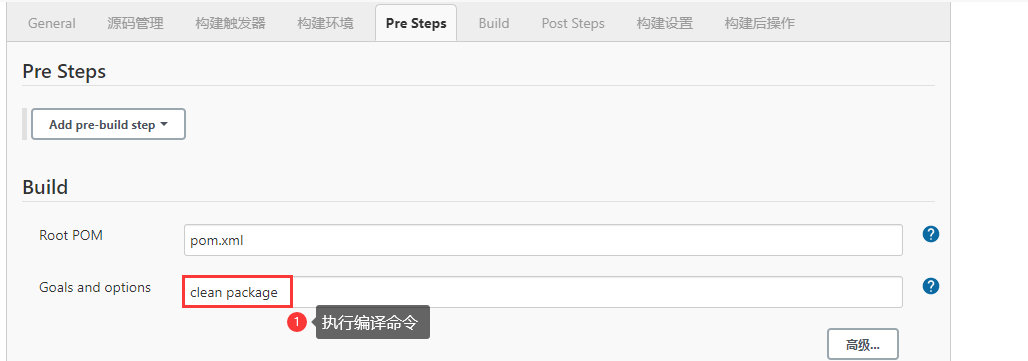 General 源码管理 构建触发器 构建环境 Pre Steps Build Post Steps 构建设置 构建后操作
Pre Steps
Add pre-build step
Build
Root POM pom.xml ?
Goals and options clean package ?
1 执行编译命令
高级...